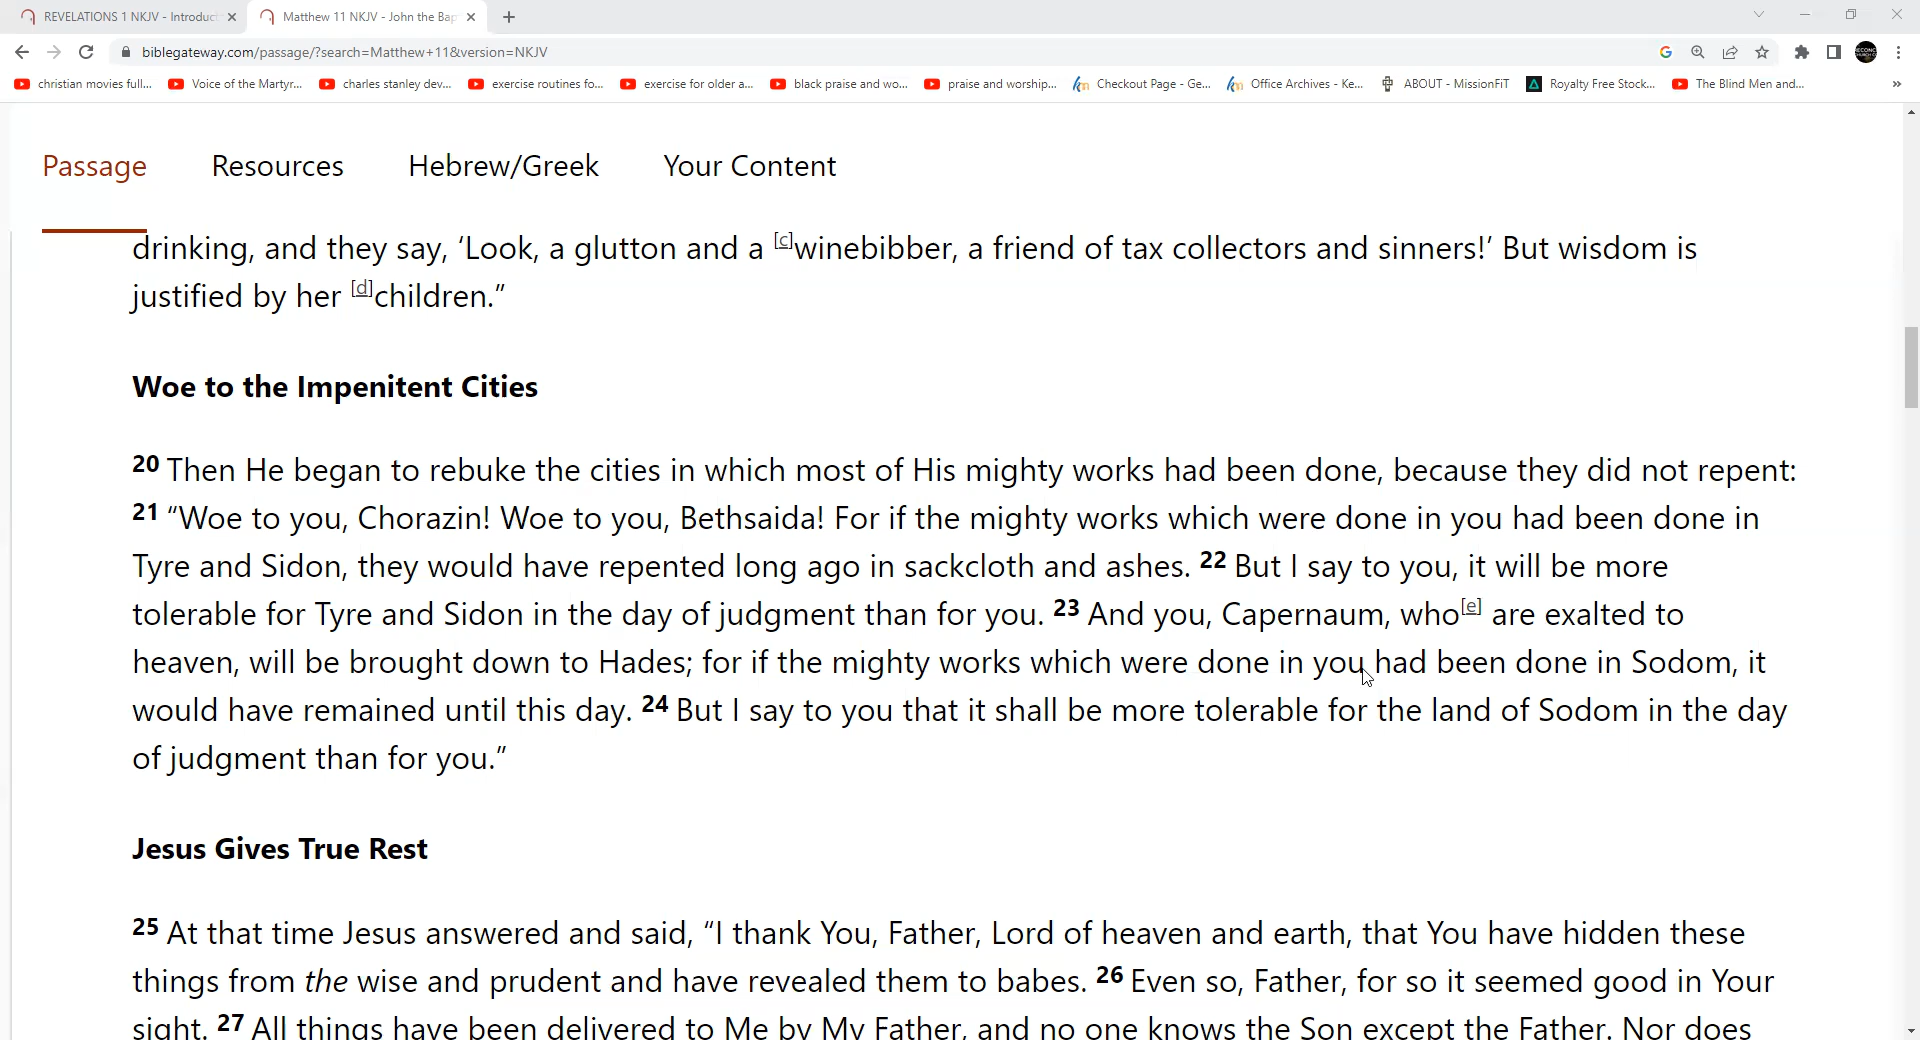 REVELATIONS 1 NKJV - Introduc
Matthew 11 NKJV - John the Bap
biblegateway.com/passage/?search=Matthew+11&version=NKJV
christian movies full... Voice of the Martyr... charles stanley dev... exercise routines fo... exercise for older a... black praise and wo... praise and worship... Checkout Page - Ge... Office Archives - Ke... ABOUT - MissionFiT Royalty Free Stock... The Blind Men and... »
Passage Resources Hebrew/Greek Your Content
drinking, and they say, ‘Look, a glutton and a [c]winebibber, a friend of tax collectors and sinners!’ But wisdom is
justified by her [d]children.”
Woe to the Impenitent Cities
20 Then He began to rebuke the cities in which most of His mighty works had been done, because they did not repent:
21 “Woe to you, Chorazin! Woe to you, Bethsaida! For if the mighty works which were done in you had been done in
Tyre and Sidon, they would have repented long ago in sackcloth and ashes. 22 But I say to you, it will be more
tolerable for Tyre and Sidon in the day of judgment than for you. 23 And you, Capernaum, who[e] are exalted to
heaven, will be brought down to Hades; for if the mighty works which were done in you had been done in Sodom, it
would have remained until this day. 24 But I say to you that it shall be more tolerable for the land of Sodom in the day
of judgment than for you.”
Jesus Gives True Rest
25 At that time Jesus answered and said, “I thank You, Father, Lord of heaven and earth, that You have hidden these
things from the wise and prudent and have revealed them to babes. 26 Even so, Father, for so it seemed good in Your
sight. 27 All things have been delivered to Me by My Father, and no one knows the Son except the Father. Nor does